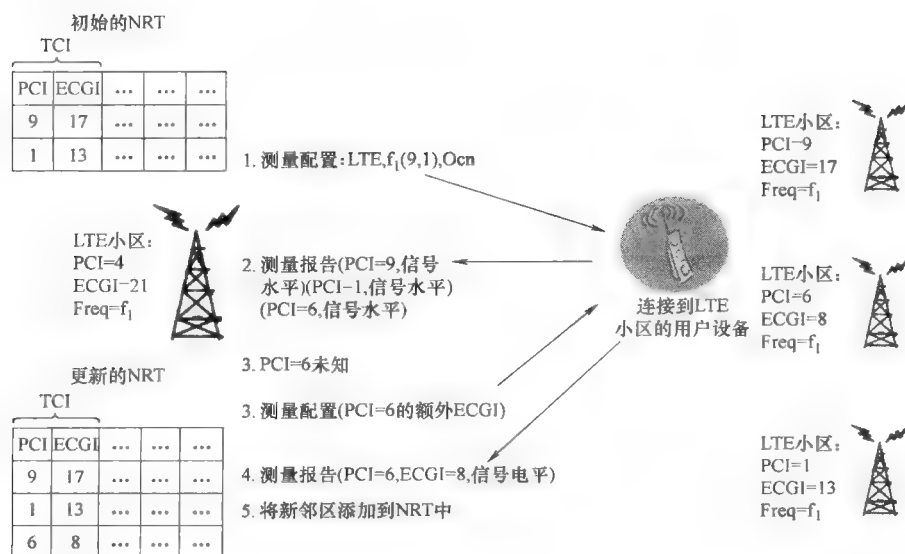 初始的NRT
TCI
PCI ECGI … … …
9 17 … … …
1 13 … … …
1. 测量配置:LTE,f₁(9,1),Ocn
LTE小区:
PCI=4
ECGI=21
Freq=f₁
2. 测量报告(PCI=9,信号
水平)(PCI-1,信号水平)
(PCI=6,信号水平)
3. PCI=6未知
3. 测量配置(PCI=6的额外ECGI)
4. 测量报告(PCI=6,ECGI=8,信号电平)
5. 将新邻区添加到NRT中
更新的NRT
TCI
PCI ECGI … … …
9 17 … … …
1 13 … … …
6 8 … … …
连接到LTE
小区的用户设备
LTE小区:
PCI=9
ECGI=17
Freq=f₁
LTE小区:
PCI=6
ECGI=8
Freq=f₁
LTE小区:
PCI=1
ECGI=13
Freq=f₁